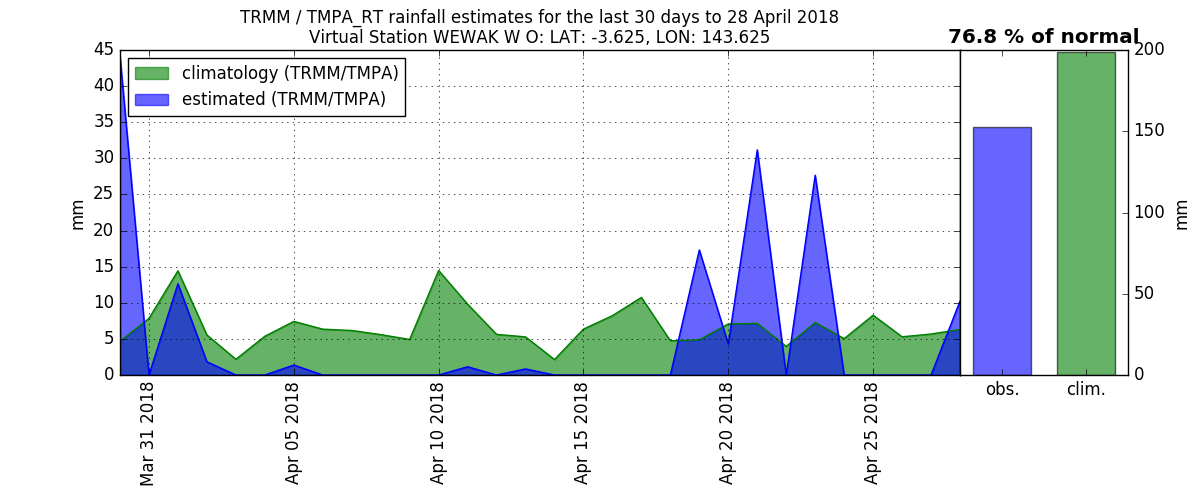 TRMM / TMPA_RT rainfall estimates for the last 30 days to 28 April 2018
Virtual Station WEWAK W O: LAT: -3.625, LON: 143.625
76.8 % of normal
climatology (TRMM/TMPA)
estimated (TRMM/TMPA)
mm
45
40
35
30
25
20
15
10
5
0
Mar 31 2018
Apr 05 2018
Apr 10 2018
Apr 15 2018
Apr 20 2018
Apr 25 2018
200
150
100
50
0
mm
obs.
clim.